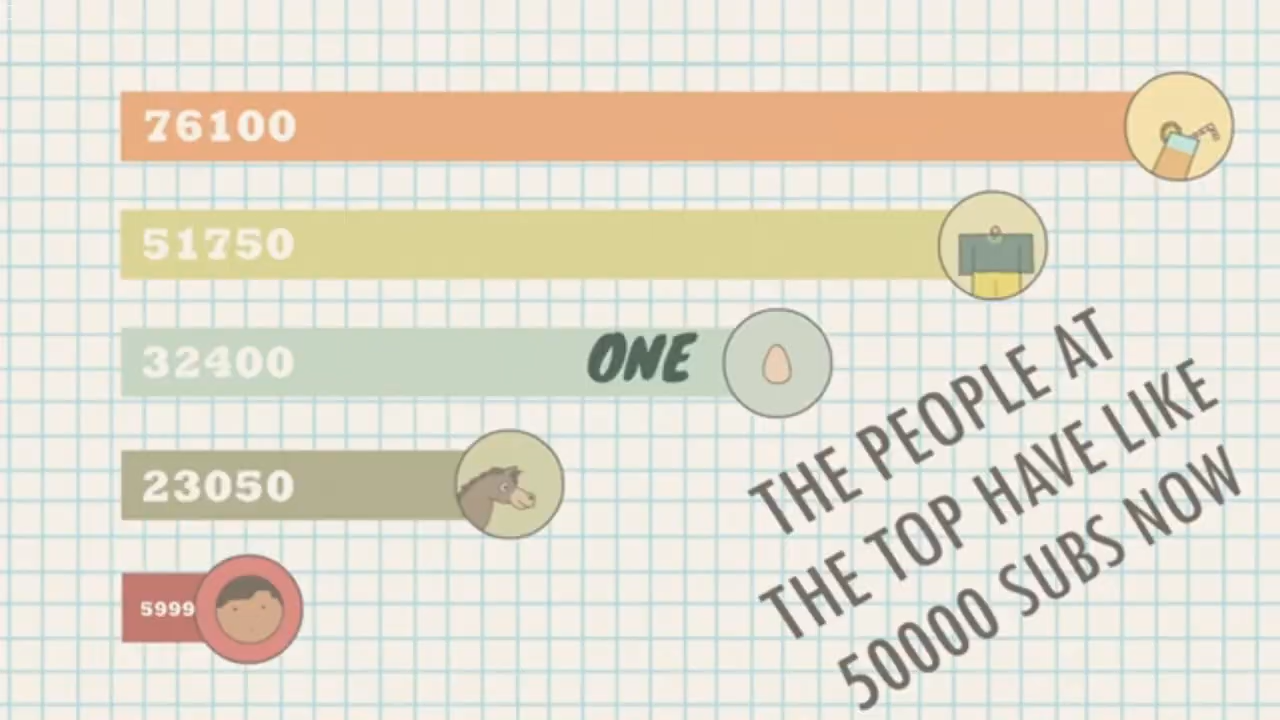 76100
51750
32400
ONE
23050
5999
THE PEOPLE AT
THE TOP HAVE LIKE
50000 SUBS NOW